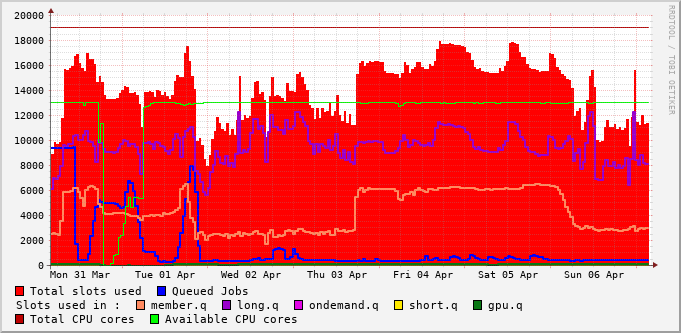 20000
18000
16000
14000
12000
10000
8000
6000
4000
2000
0
Mon 31 Mar Tue 01 Apr Wed 02 Apr Thu 03 Apr Fri 04 Apr Sat 05 Apr Sun 06 Apr
Total slots used Queued Jobs
Slots used in : member.q long.q ondemand.q short.q gpu.q
Total CPU cores Available CPU cores
RRDTOOL / TOBI OETIKER